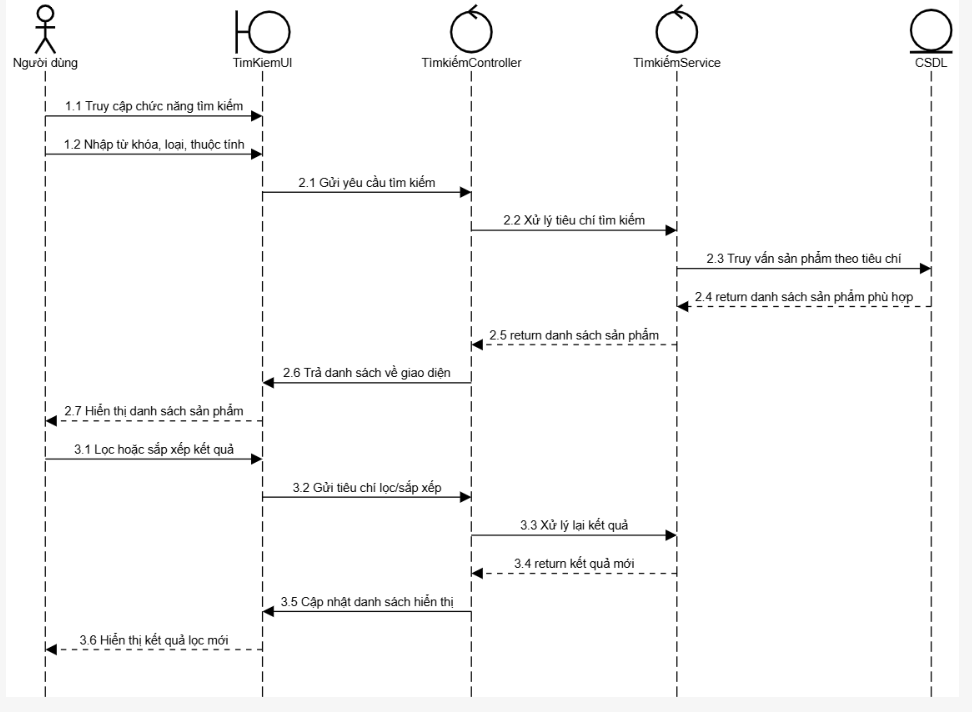 Người dùng
TimKiemUI
TìmkiếmController
TìmkiếmService
CSDL
1.1 Truy cập chức năng tìm kiếm
1.2 Nhập từ khóa, loại, thuộc tính
2.1 Gửi yêu cầu tìm kiếm
2.2 Xử lý tiêu chí tìm kiếm
2.3 Truy vấn sản phẩm theo tiêu chí
2.4 return danh sách sản phẩm phù hợp
2.5 return danh sách sản phẩm
2.6 Trả danh sách về giao diện
2.7 Hiển thị danh sách sản phẩm
3.1 Lọc hoặc sắp xếp kết quả
3.2 Gửi tiêu chí lọc/sắp xếp
3.3 Xử lý lại kết quả
3.4 return kết quả mới
3.5 Cập nhật danh sách hiển thị
3.6 Hiển thị kết quả lọc mới